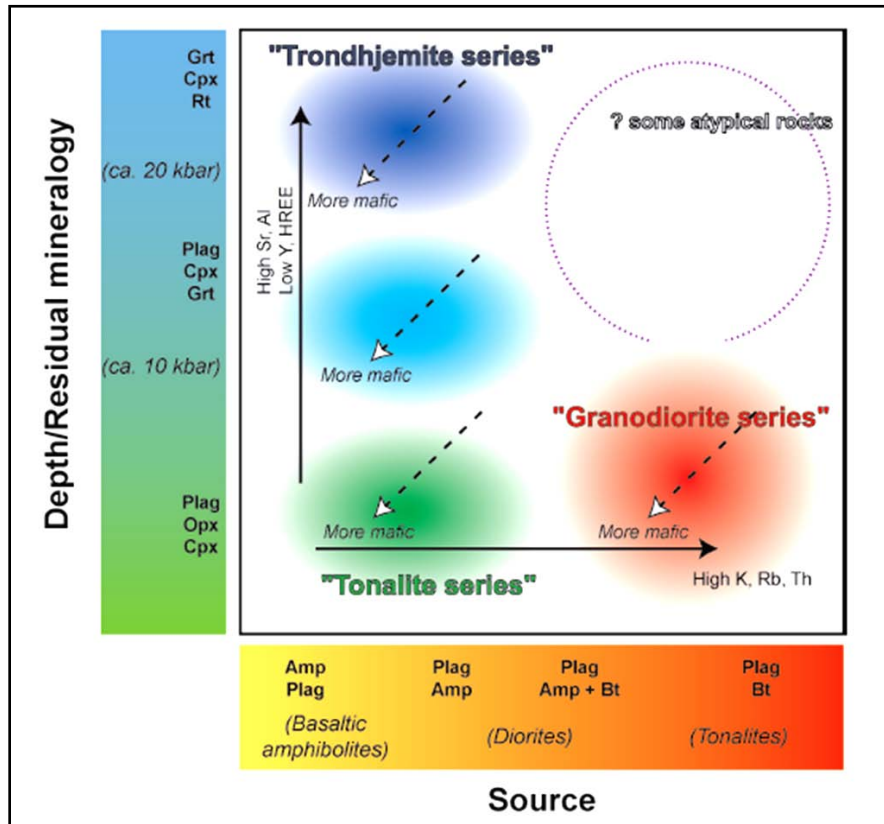 Depth/Residual mineralogy
Grt
Cpx
Rt
(ca. 20 kbar)
Plag
Cpx
Grt
(ca. 10 kbar)
Plag
Opx
Cpx
"Trondhjemite series"
? some atypical rocks
More mafic
High Sr, Al
Low Y, HREE
More mafic
"Granodiorite series"
More mafic
More mafic
"Tonalite series"
High K, Rb, Th
Amp
Plag
(Basaltic
amphibolites)
Plag
Amp
Plag
Amp + Bt
(Diorites)
Plag
Bt
(Tonalites)
Source